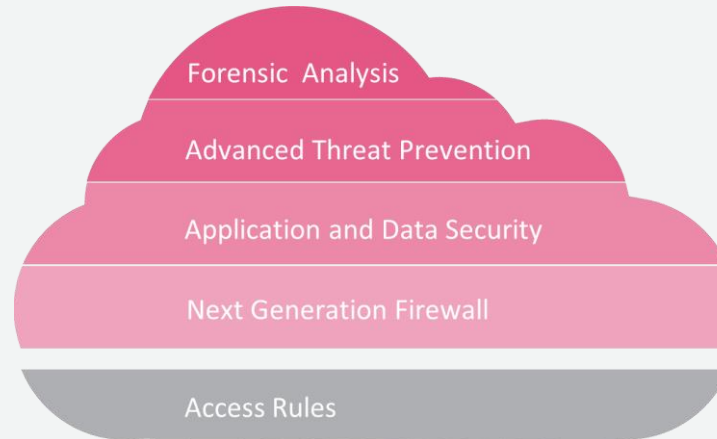 Forensic  Analysis
Advanced Threat Prevention
Application and Data Security
Next Generation Firewall
Access Rules